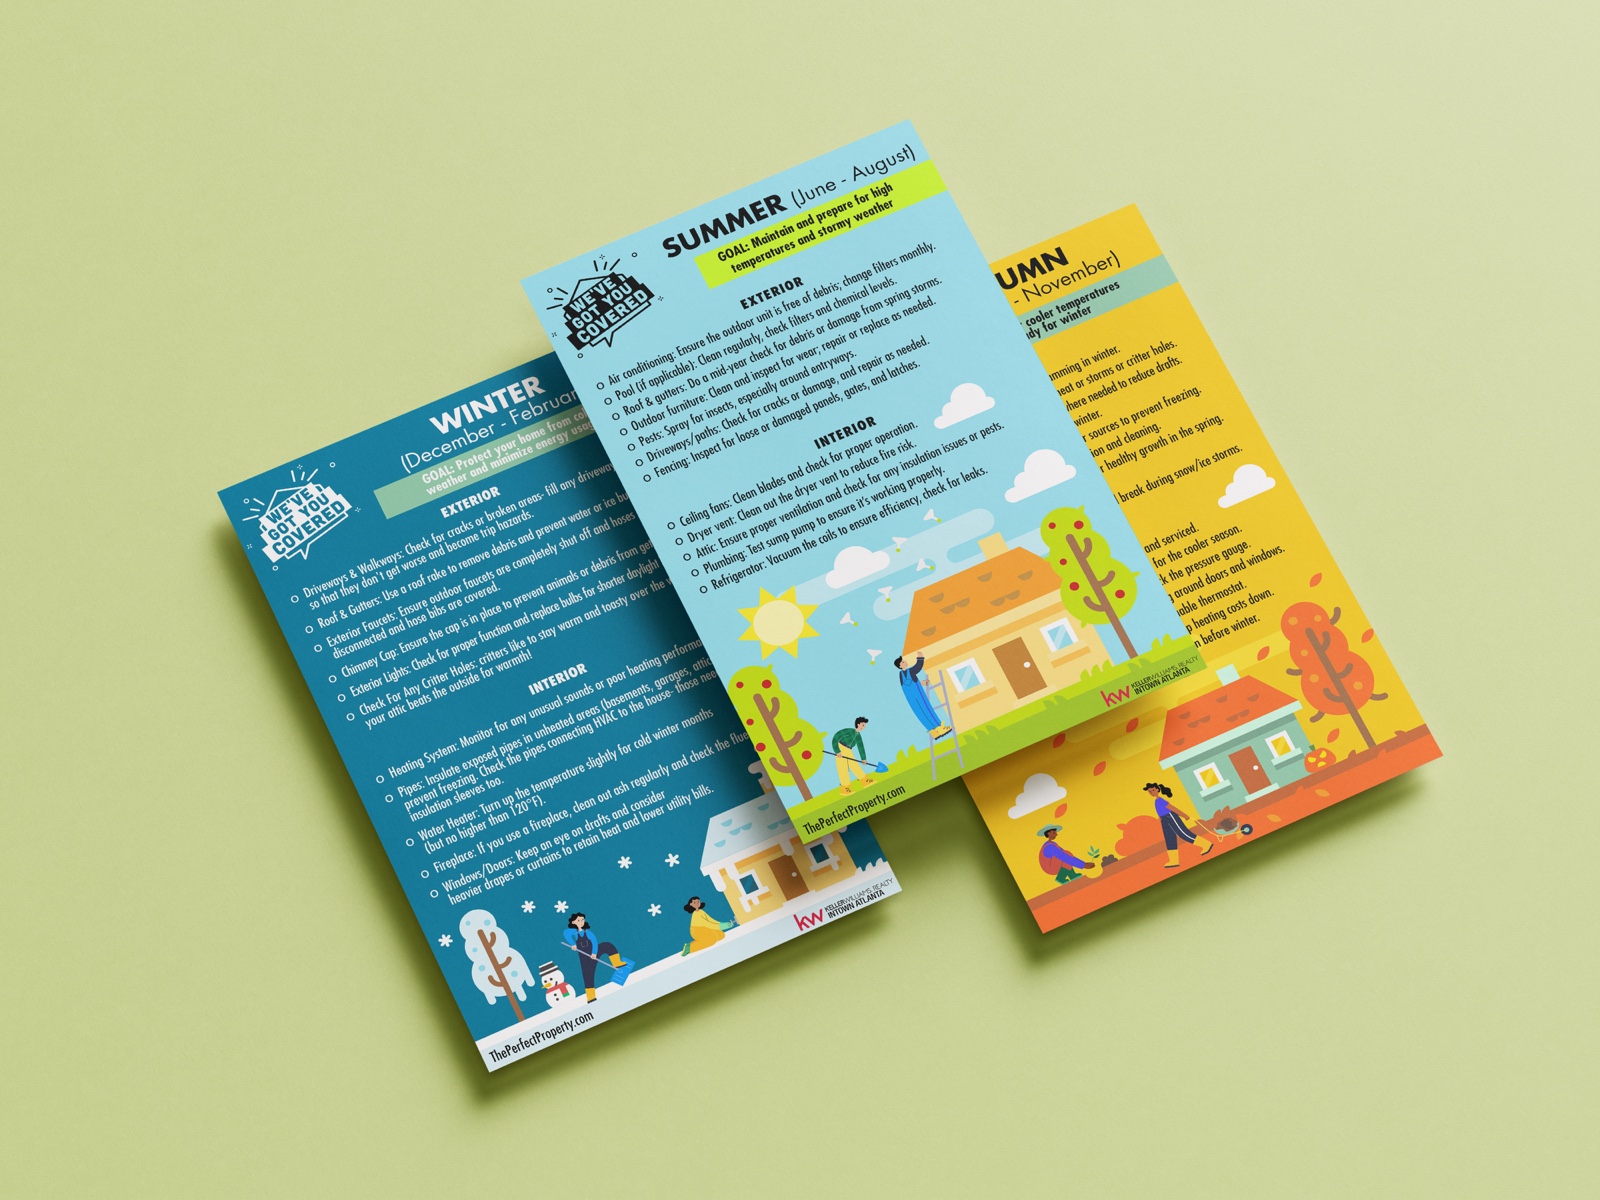 WE'VE
GOT YOU
COVERED
WINTER
(December - Februar
GOAL: Protect your home from co
weather and minimize energy usag
EXTERIOR
Driveways & Walkways: Check for cracks or broken areas- fill any driveway
so that they don't get worse and become trip hazards.
Roof & Gutters: Use a roof rake to remove debris and prevent water or ice bu
Exterior Faucets: Ensure outdoor faucets are completely shut off and hoses
disconnected and hose bibs are covered.
Chimney Cap: Ensure the cap is in place to prevent animals or debris from get
Exterior Lights: Check for proper function and replace bulbs for shorter daylight
Check For Any Critter Holes: critters like to stay warm and toasty over the w
your attic heats the outside for warmth!
INTERIOR
Heating System: Monitor for any unusual sounds or poor heating performa
Pipes: Insulate exposed pipes in unheated areas (basements, garages, attic
prevent freezing. Check the pipes connecting HVAC to the house- those nee
insulation sleeves too.
Water Heater: Turn up the temperature slightly for cold winter months
(but no higher than 120°F).
Fireplace: If you use a fireplace, clean out ash regularly and check the flue
Windows/Doors: Keep an eye on drafts and consider
heavier drapes or curtains to retain heat and lower utility bills.
ThePerfectProperty.com
kw KELLERWILLIAMS. REALTY
INTOWN ATLANTA
WE'VE
GOT YOU
COVERED
SUMMER (June - August)
GOAL: Maintain and prepare for high
temperatures and stormy weather
EXTERIOR
Air conditioning: Ensure the outdoor unit is free of debris; change filters monthly.
Pool (if applicable): Clean regularly, check filters and chemical levels.
Roof & gutters: Do a mid-year check for debris or damage from spring storms.
Outdoor furniture: Clean and inspect for wear; repair or replace as needed.
Pests: Spray for insects, especially around entryways.
Driveways/paths: Check for cracks or damage, and repair as needed.
Fencing: Inspect for loose or damaged panels, gates, and latches.
INTERIOR
Ceiling fans: Clean blades and check for proper operation.
Dryer vent: Clean out the dryer vent to reduce fire risk.
Attic: Ensure proper ventilation and check for any insulation issues or pests.
Plumbing: Test sump pump to ensure it's working properly.
Refrigerator: Vacuum the coils to ensure efficiency, check for leaks.
ThePerfectProperty.com
kw KELLERWILLIAMS. REALTY
INTOWN ATLANTA
UMN
- November)
cooler temperatures
dy for winter
umming in winter.
heat or storms or critter holes.
where needed to reduce drafts.
winter.
r sources to prevent freezing.
ion and cleaning.
r healthy growth in the spring.
break during snow/ice storms.
and serviced.
for the cooler season.
k the pressure gauge.
around doors and windows.
able thermostat.
p heating costs down.
before winter.